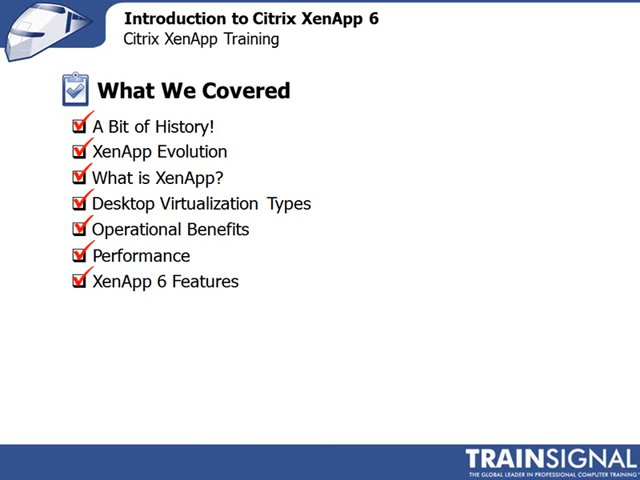 Introduction to Citrix XenApp 6
Citrix XenApp Training
What We Covered
A Bit of History!
XenApp Evolution
What is XenApp?
Desktop Virtualization Types
Operational Benefits
Performance
XenApp 6 Features
TRAINSIGNAL
THE GLOBAL LEADER IN PROFESSIONAL COMPUTER TRAINING